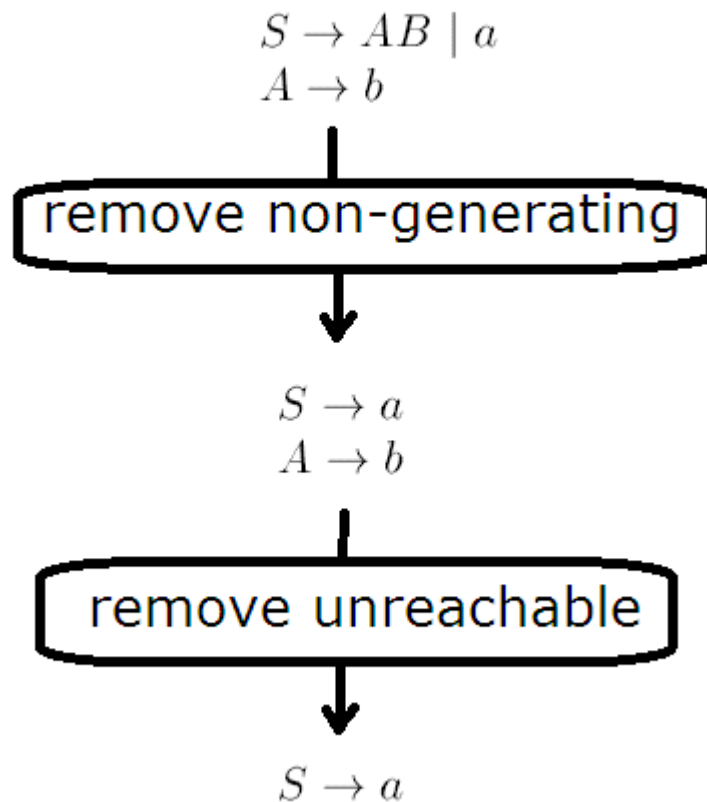 S → AB | a
A → b
remove non-generating
S → a
A → b
remove unreachable
S → a